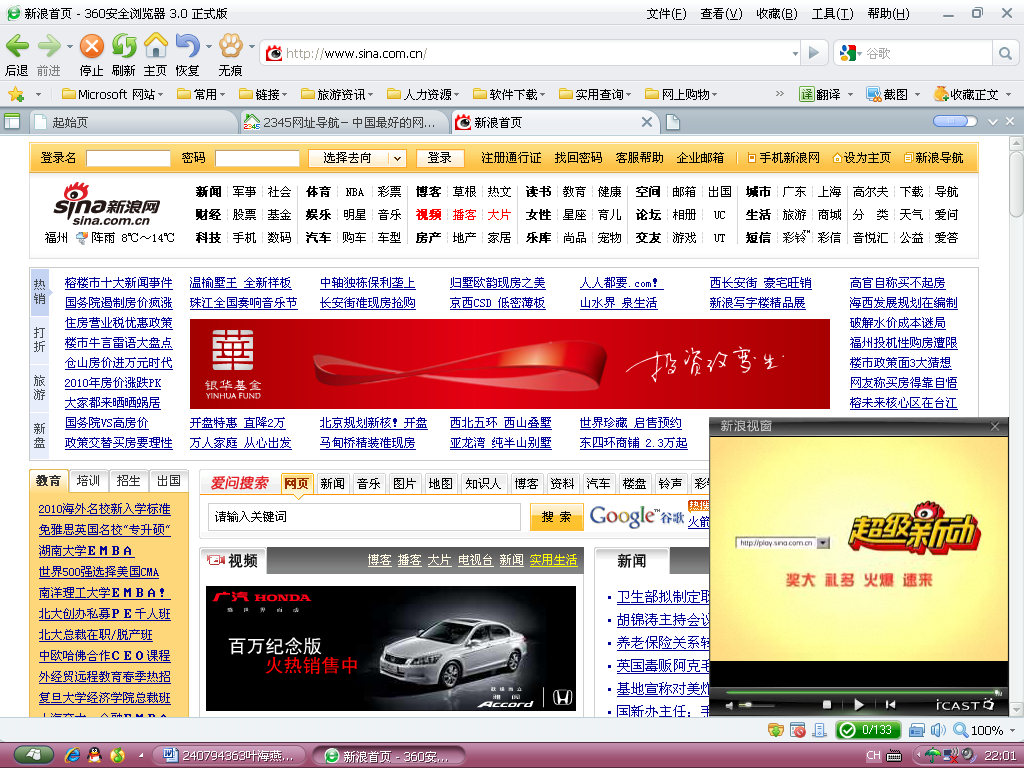 新浪首页 - 360安全浏览器 3.0 正式版 文件(F) 查看(V) 收藏(B) 工具(T) 帮助(H)
后退 前进 停止 刷新 主页 恢复 无痕 http://www.sina.com.cn/ 谷歌
Microsoft 网站 常用 链接 旅游资讯 人力资源 软件下载 实用查询 网上购物 » 翻译 截图 收藏正文
起始页 2345网址导航－中国最好的网... 新浪首页
登录名 密码 选择去向 登录 注册通行证 找回密码 客服帮助 企业邮箱 手机新浪网 设为主页 新浪导航
sina新浪网
sina.com.cn
福州 阵雨 8℃～14℃
新闻 军事 社会 体育 NBA 彩票 博客 草根 热文 读书 教育 健康 空间 邮箱 出国 城市 广东 上海 高尔夫 下载 导航
财经 股票 基金 娱乐 明星 音乐 视频 播客 大片 女性 星座 育儿 论坛 相册 UC 生活 旅游 商城 分 类 天气 爱问
科技 手机 数码 汽车 购车 车型 房产 地产 家居 乐库 尚品 宠物 交友 游戏 UT 短信 彩铃 彩信 音悦汇 公益 爱答
热销
打折
旅游
新盘
榕楼市十大新闻事件 温榆墅王 全新样板 中轴独栋保利垄上 归墅欧韵现房之美 人人都要.com! 西长安街 豪宅旺销 高官自称买不起房
国务院遏制房价疯涨 珠江全国奏响音乐节 长安街准现房抢购 京西CSD 低密薄板 山水界 泉生活 新浪写字楼精品展 海西发展规划在编制
住房营业税优惠政策 破解水价成本谜局
楼市牛言雷语大盘点 福州投机性购房遭限
仓山房价进万元时代 楼市政策面3大猜想
2010年房价涨跌PK 网友称买房得靠自悟
大家都来晒晒蜗居 榕未来核心区在台江
银华基金
YINHUA FUND
投资改变生
国务院VS高房价 开盘特惠 直降2万 北京规划新核! 开盘 西北五环 西山叠墅 世界珍藏 启售预约
政策交替买房要理性 万人家庭 从心出发 马甸桥精装准现房 亚龙湾 纯半山别墅 东四环商铺 2.3万起
教育 培训 招生 出国
2010海外名校新入学标准
免雅思英国名校"专升硕"
湖南大学EMBA
世界500强选择美国CMA
南洋理工大学EMBA!
北大创办私募PE千人班
北大总裁在职/脱产班
中欧哈佛合作CEO课程
外经贸远程教育春季热招
复旦大学经济学院总裁班
爱问搜索 网页 新闻 音乐 图片 地图 知识人 博客 资料 汽车 楼盘 铃声
请输入关键词 搜 索 Google™谷歌
视频 博客 播客 大片 电视台 新闻 实用生活
广汽 HONDA
百万纪念版
火热销售中
Accord
新闻
卫生部拟制定
胡锦涛主持会
养老保险关系
英国毒贩阿克
基地宣称对美
国新办主任：
新浪视窗
http://play.sina.com.cn
超级新动
奖大 礼多 火爆 速来
iCAST
0/133 100%
240794363叶海燕... 新浪首页 - 360安... CH 22:01